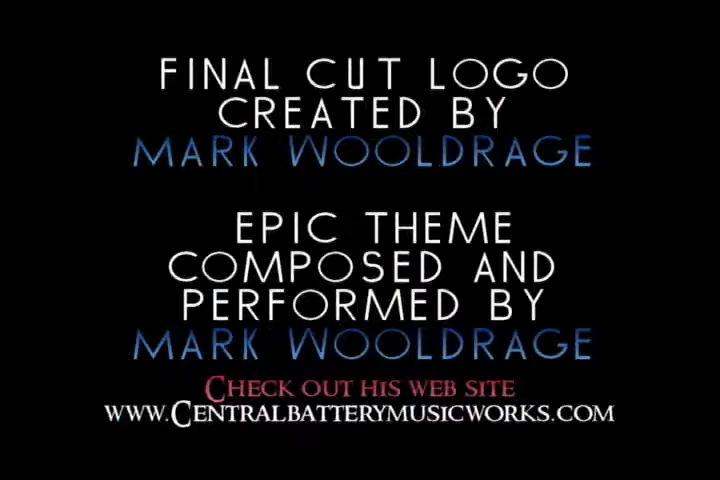 FINAL CUT LOGO
CREATED BY
MARK WOOLDRAGE
EPIC THEME
COMPOSED AND
PERFORMED BY
MARK WOOLDRAGE
CHECK OUT HIS WEB SITE
WWW.CENTRALBATTERYMUSICWORKS.COM